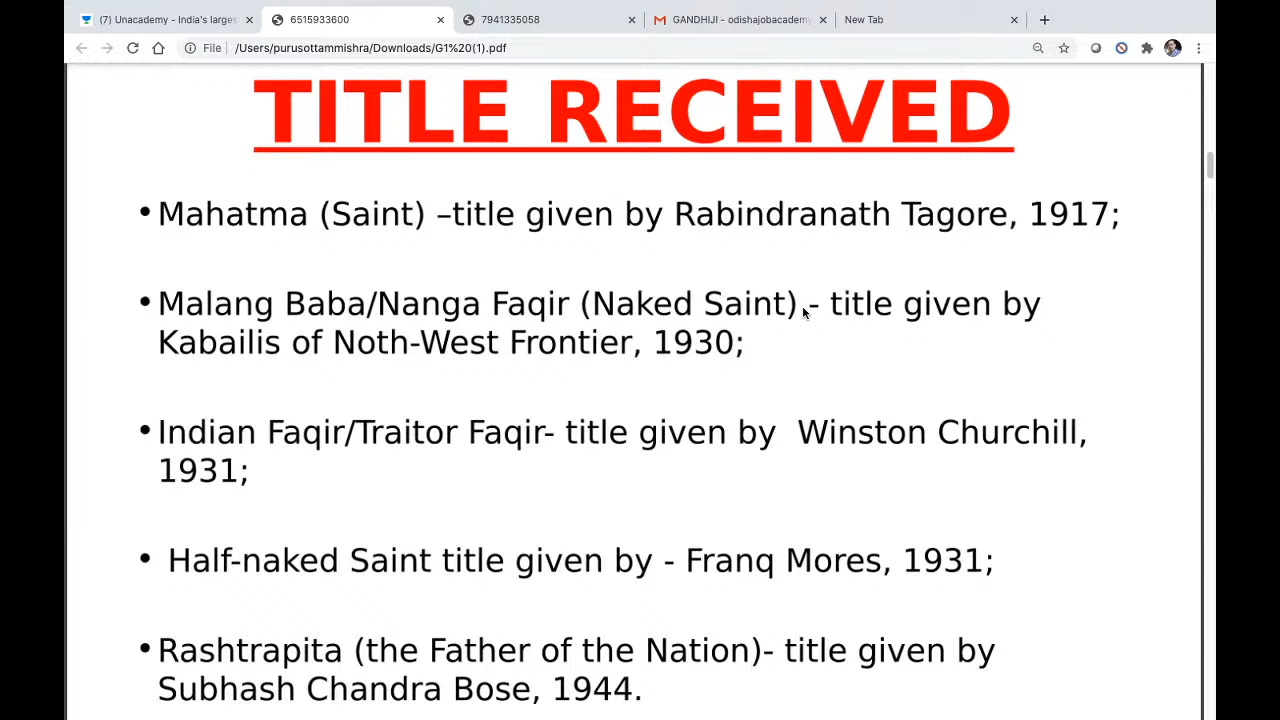 (7) Unacademy - India's larges
6515933600
7941335058
GANDHIJI - odishajobacademy
New Tab
File
/Users/purusottammishra/Downloads/G1%20(1).pdf
TITLE RECEIVED
• Mahatma (Saint) –title given by Rabindranath Tagore, 1917;
• Malang Baba/Nanga Faqir (Naked Saint) - title given by
Kabailis of Noth-West Frontier, 1930;
• Indian Faqir/Traitor Faqir- title given by Winston Churchill,
1931;
• Half-naked Saint title given by - Franq Mores, 1931;
• Rashtrapita (the Father of the Nation)- title given by
Subhash Chandra Bose, 1944.